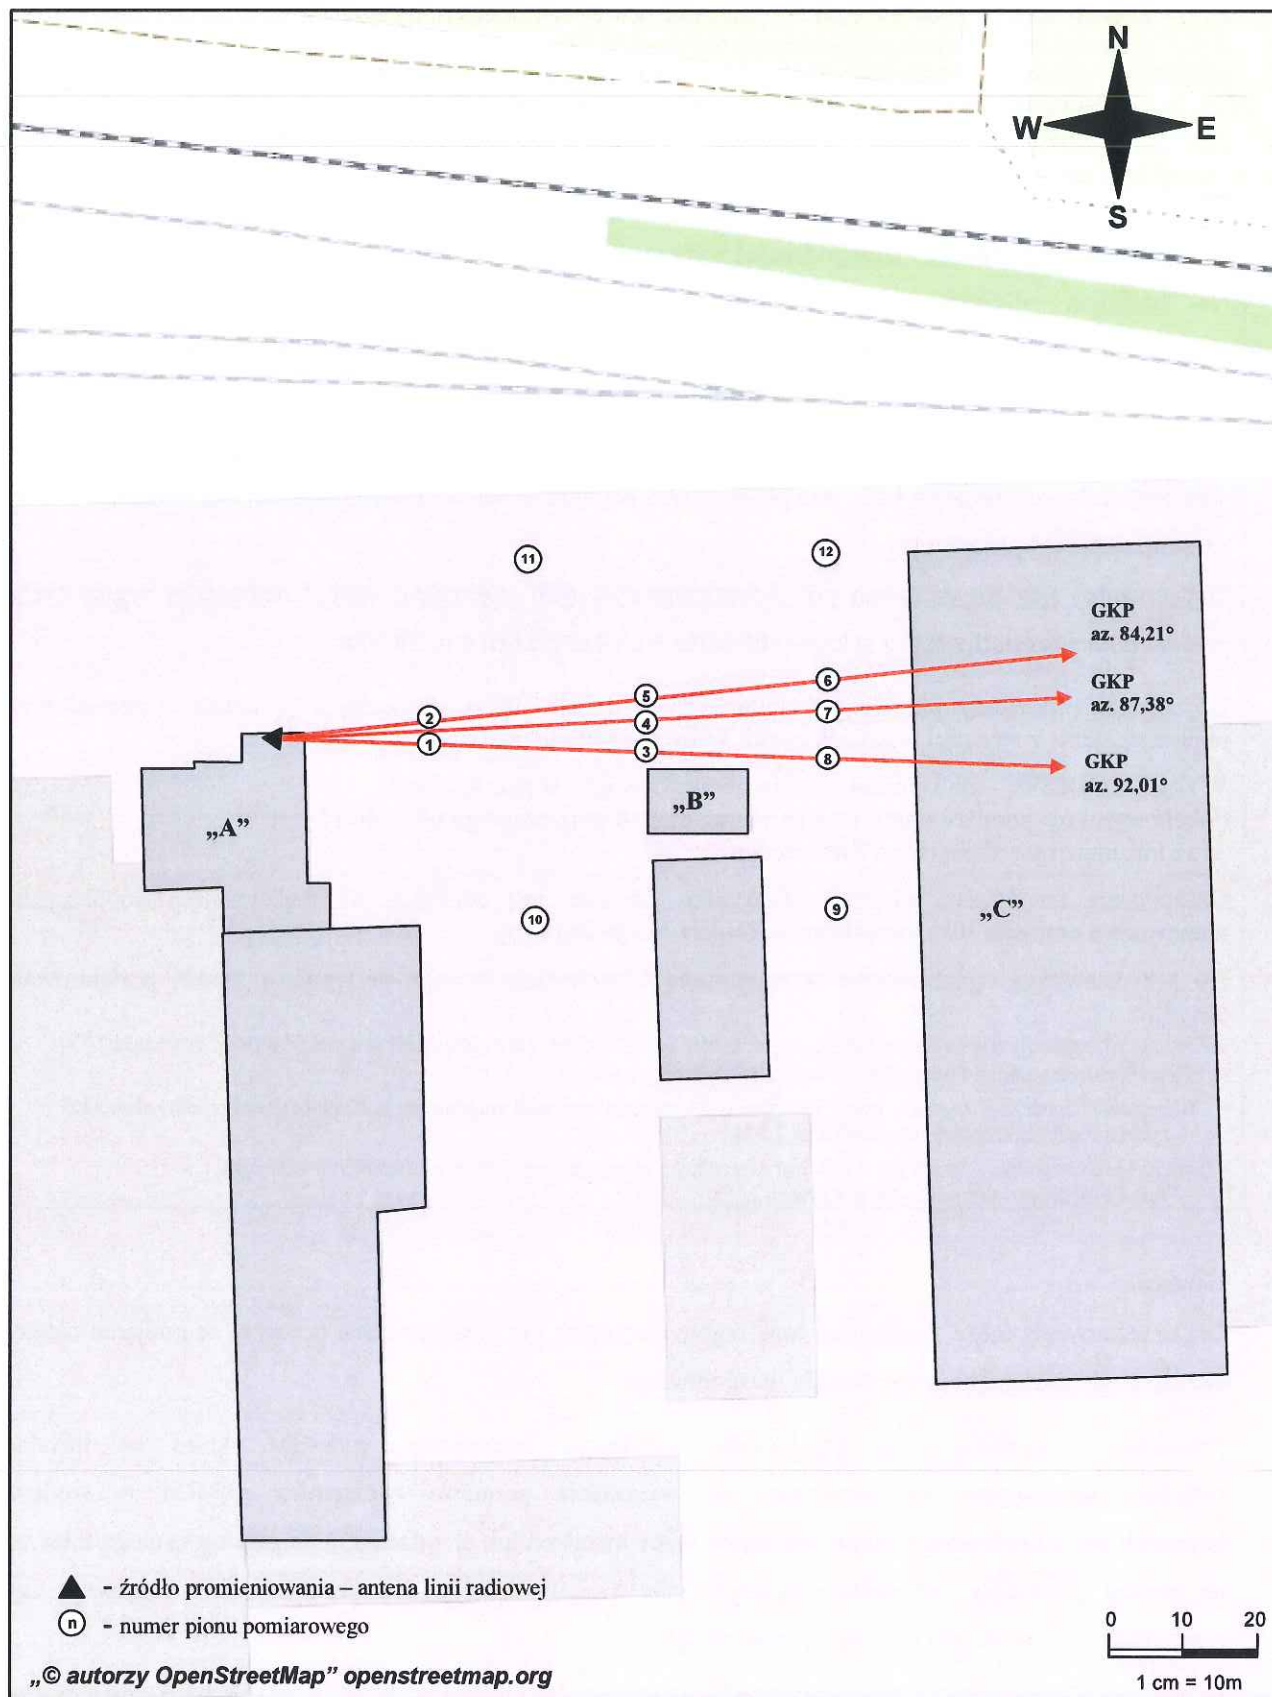 N
W E
S
11
12
GKP
az. 84,21°
6
5
GKP
az. 87,38°
2
7
4
1
3
8
GKP
az. 92,01°
„B”
„A”
10
9
„C”
- źródło promieniowania – antena linii radiowej
n - numer pionu pomiarowego
0 10 20
1 cm = 10m
„© autorzy OpenStreetMap” openstreetmap.org